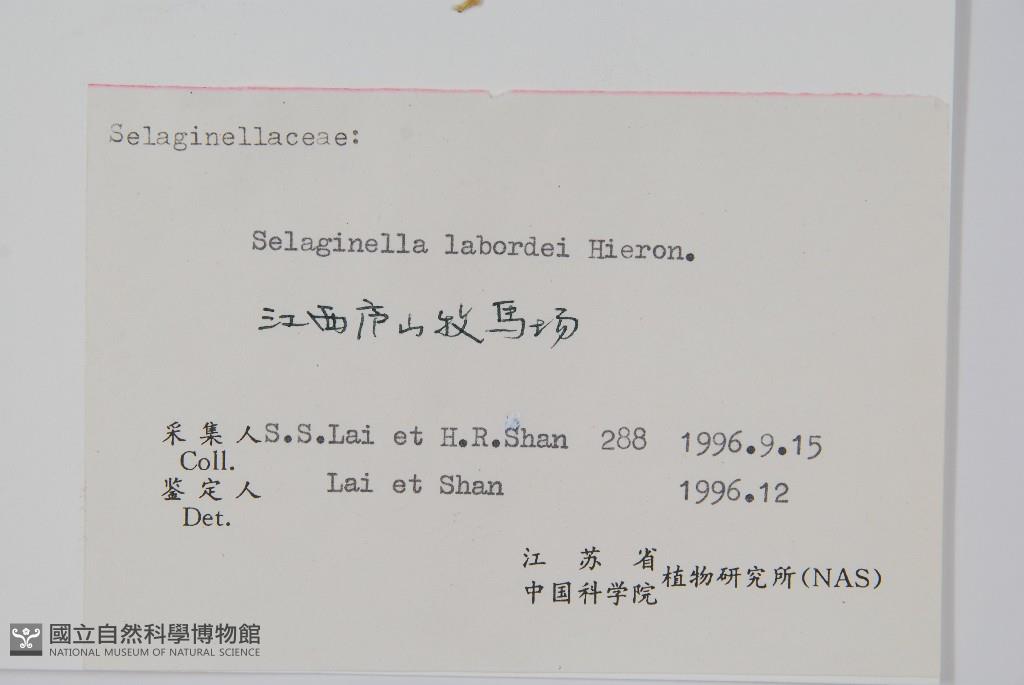 Selaginellaceae:
Selaginella labordei Hieron.
江西庐山牧馬场
采集人 S.S.Lai et H.R.Shan 288 1996.9.15
Coll.
鉴定人 Lai et Shan 1996.12
Det.
江苏省
中国科学院 植物研究所(NAS)
國立自然科學博物館
NATIONAL MUSEUM OF NATURAL SCIENCE